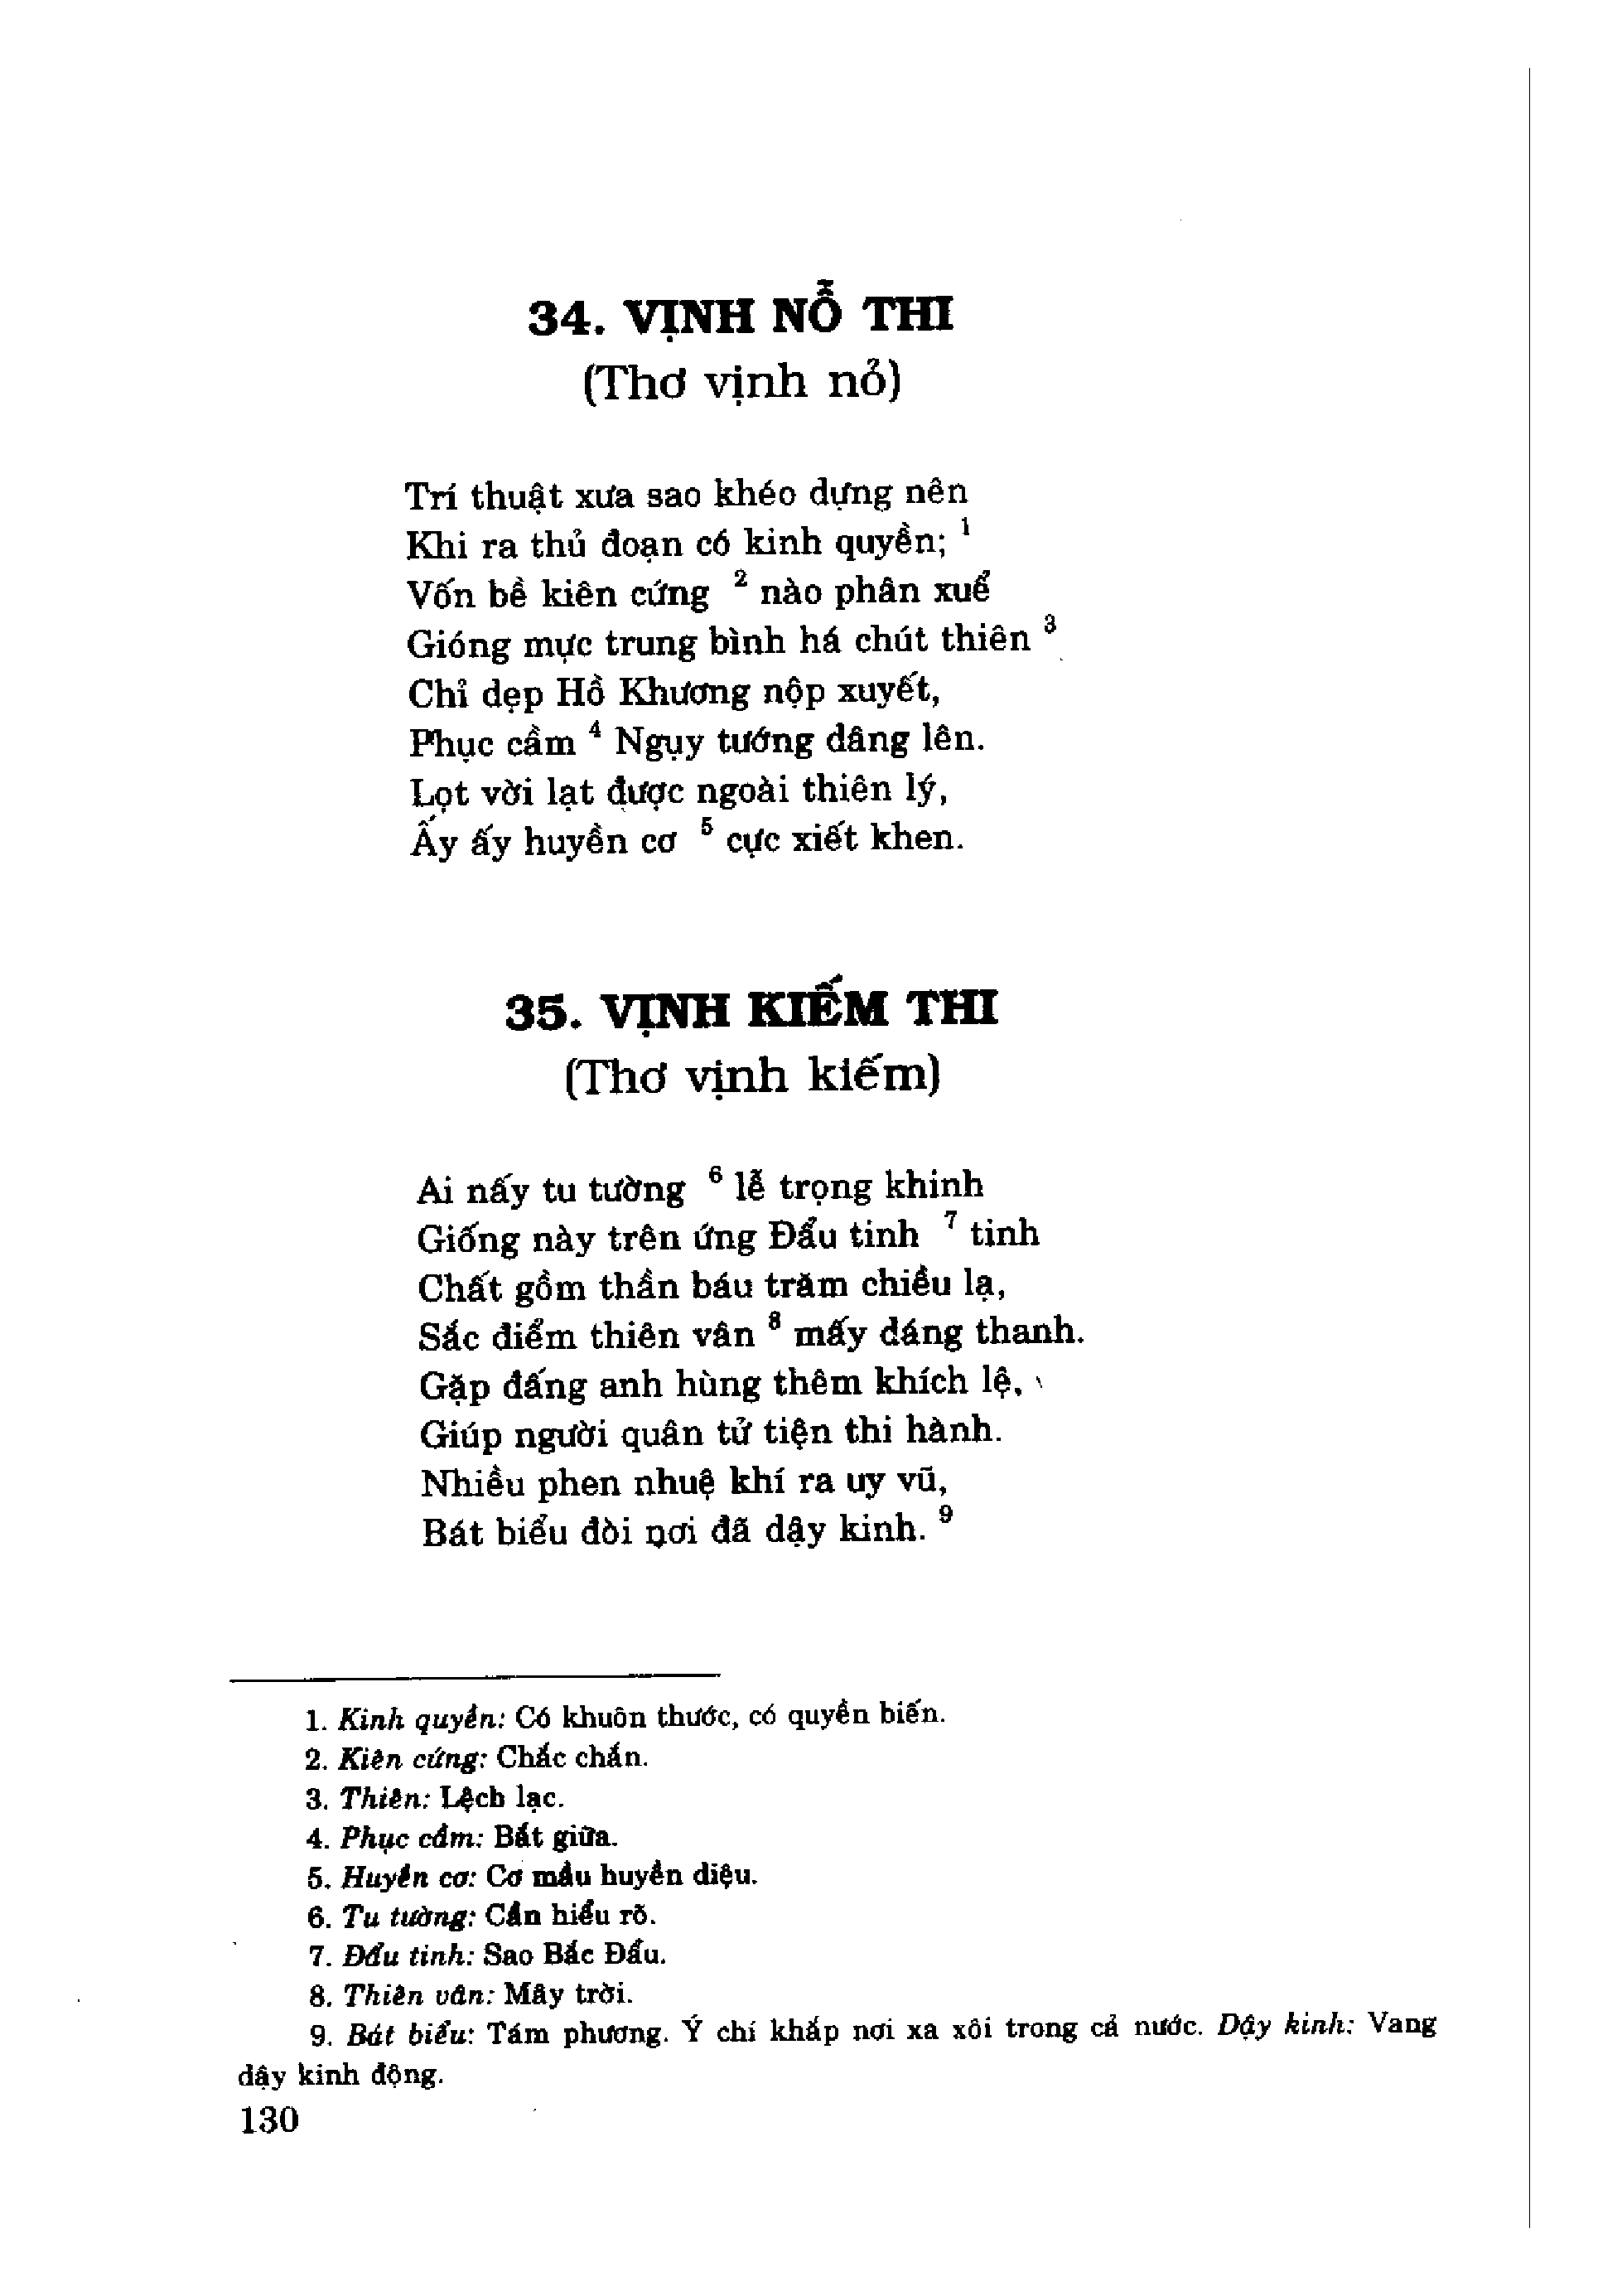 34. VỊNH NỖ THI
(Thơ vịnh nỏ)
Trí thuật xưa sao khéo dựng nên
Khi ra thủ đoạn có kinh quyền; 1
Vốn bề kiên cứng 2 nào phân xuể
Gióng mực trung bình há chút thiên 3
Chỉ dẹp Hồ Khương nộp xuyết,
Phục cầm 4 Ngụy tướng dâng lên.
Lọt vời lạt được ngoài thiên lý,
Ấy ấy huyền cơ 5 cực xiết khen.
35. VỊNH KIẾM THI
(Thơ vịnh kiếm)
Ai nấy tu tường 6 lễ trọng khinh
Giống này trên ứng Đẩu tinh 7 tinh
Chất gồm thần báu trăm chiều lạ,
Sắc điểm thiên vân 8 mấy dáng thanh.
Gặp đấng anh hùng thêm khích lệ,
Giúp người quân tử tiện thi hành.
Nhiều phen nhuệ khí ra uy vũ,
Bát biểu đòi nơi đã dậy kinh. 9
1. Kinh quyền: Có khuôn thước, có quyền biến.
2. Kiên cứng: Chắc chắn.
3. Thiên: Lệch lạc.
4. Phục cầm: Bắt giữa.
5. Huyền cơ: Cơ mầu huyền diệu.
6. Tu tường: Cần hiểu rõ.
7. Đẩu tinh: Sao Bắc Đẩu.
8. Thiên vân: Mây trời.
9. Bát biểu: Tám phương. Ý chí khắp nơi xa xôi trong cả nước. Dậy kinh: Vang
dậy kinh động.
130